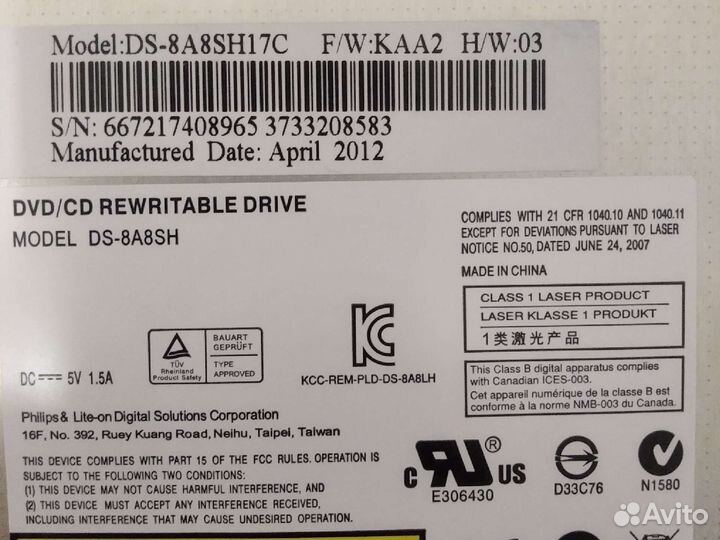 Model:DS-8A8SH17C F/W:KAA2 H/W:03
S/N: 667217408965 3733208583
Manufactured Date: April 2012
DVD/CD REWRITABLE DRIVE
MODEL DS-8A8SH
COMPLIES WITH 21 CFR 1040.10 AND 1040.11
EXCEPT FOR DEVIATIONS PURSUANT TO LASER
NOTICE NO.50, DATED JUNE 24, 2007
MADE IN CHINA
CLASS 1 LASER PRODUCT
LASER KLASSE 1 PRODUKT
1类激光产品
DC 5V 1.5A
TÜV
Rheinland
Product Safety
BAUART
GEPRÜFT
TYPE
APPROVED
KCC-REM-PLD-DS-8A8LH
This Class B digital apparatus complies
with Canadian ICES-003.
Cet appareil numérique de la classe B est
conforme à la norme NMB-003 du Canada.
Philips& Lite-on Digital Solutions Corporation
16F, No. 392, Ruey Kuang Road, Neihu, Taipei, Taiwan
THIS DEVICE COMPLIES WITH PART 15 OF THE FCC RULES. OPERATION IS
SUBJECT TO THE FOLLOWING TWO CONDITIONS:
(1) THIS DEVICE MAY NOT CAUSE HARMFUL INTERFERENCE, AND
(2) THIS DEVICE MUST ACCEPT ANY INTERFERENCE RECEIVED,
INCLUDING INTERFERENCE THAT MAY CAUSE UNDESIRED OPERATION.
c RU ® US
E306430
D33C76
N1580
Avito